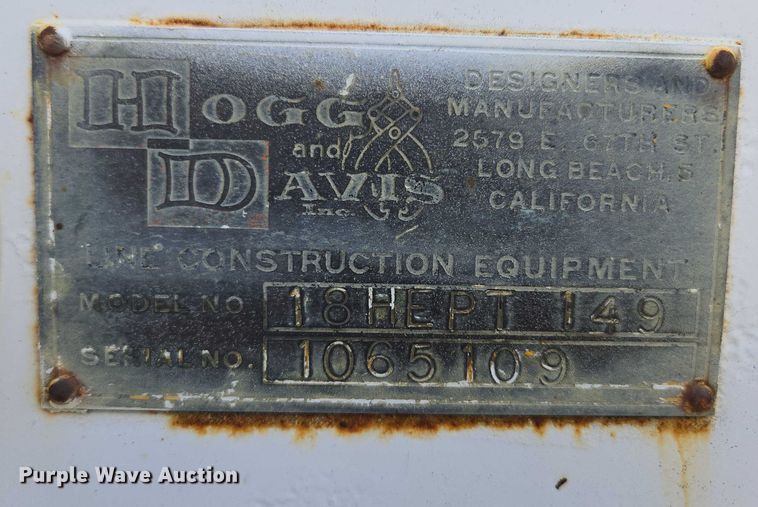 HOGG
and
DAVIS
Inc.
DESIGNERS AND
MANUFACTURERS
2579 E. 67TH ST.
LONG BEACH, 5
CALIFORNIA
LINE CONSTRUCTION EQUIPMENT
MODEL NO 18HEPT 149
SERIAL NO. 1065109
Purple Wave Auction